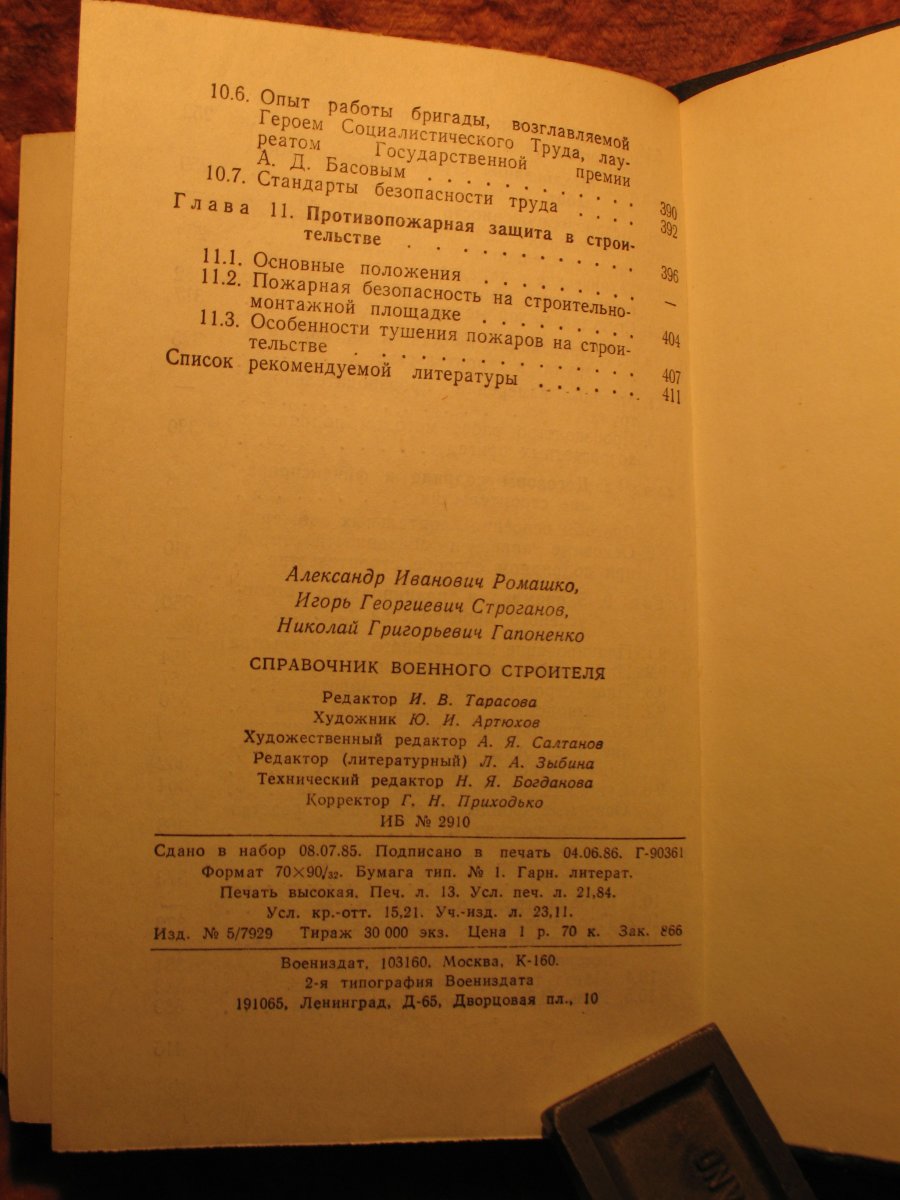 10.6. Опыт работы бригады, возглавляемой
Героем Социалистического Труда, лау-
реатом Государственной премии
А. Д. Басовым . . . . . . . . . . . 390
10.7. Стандарты безопасности труда . . . . 392
Глава 11. Противопожарная защита в строи-
тельстве . . . . . . . . . . . 396
11.1. Основные положения . . . . . . . . —
11.2. Пожарная безопасность на строительно-
монтажной площадке . . . . . . . . 404
11.3. Особенности тушения пожаров на строи-
тельстве . . . . . . . . . . . . 407
Список рекомендуемой литературы . . . . . . 411
Александр Иванович Ромашко,
Игорь Георгиевич Строганов,
Николай Григорьевич Гапоненко
СПРАВОЧНИК ВОЕННОГО СТРОИТЕЛЯ
Редактор И. В. Тарасова
Художник Ю. И. Артюхов
Художественный редактор А. Я. Салтанов
Редактор (литературный) Л. А. Зыбина
Технический редактор Н. Я. Богданова
Корректор Г. Н. Приходько
ИБ № 2910
Сдано в набор 08.07.85. Подписано в печать 04.06.86. Г-90361
Формат 70×90/32. Бумага тип. № 1. Гарн. литерат.
Печать высокая. Печ. л. 13. Усл. печ. л. 21,84.
Усл. кр.-отт. 15,21. Уч.-изд. л. 23,11.
Изд. № 5/7929 Тираж 30 000 экз. Цена 1 р. 70 к. Зак. 866
Воениздат, 103160, Москва, К-160.
2-я типография Воениздата
191065, Ленинград, Д-65, Дворцовая пл., 10